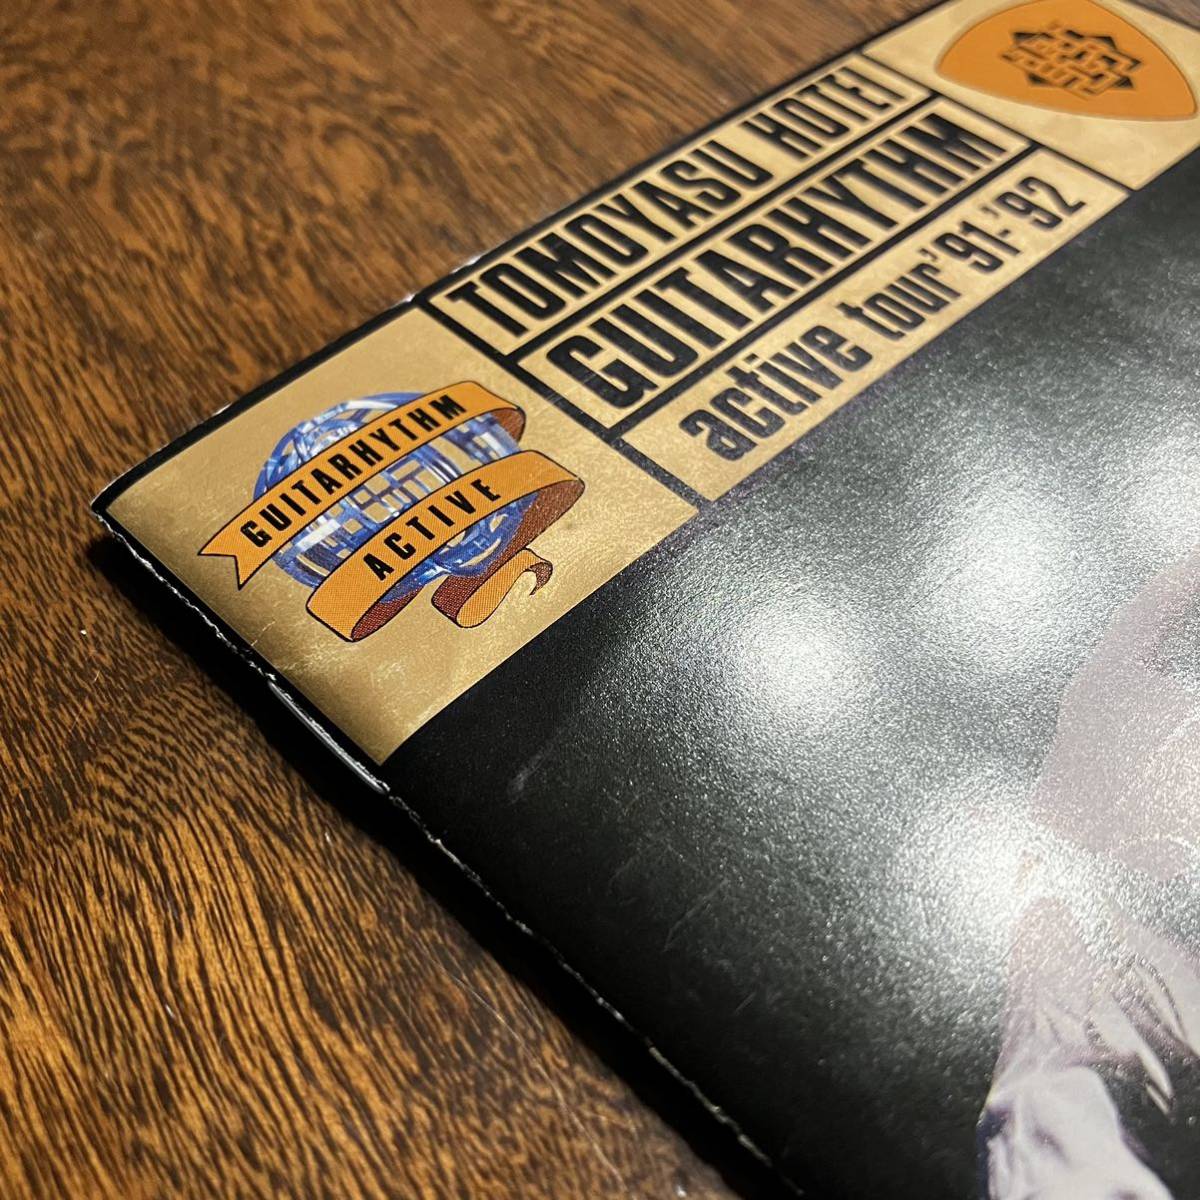 TOMOYASU HOTEI
GUITARHYTHM
active tour'91-'92
GUITARHYTHM
ACTIVE